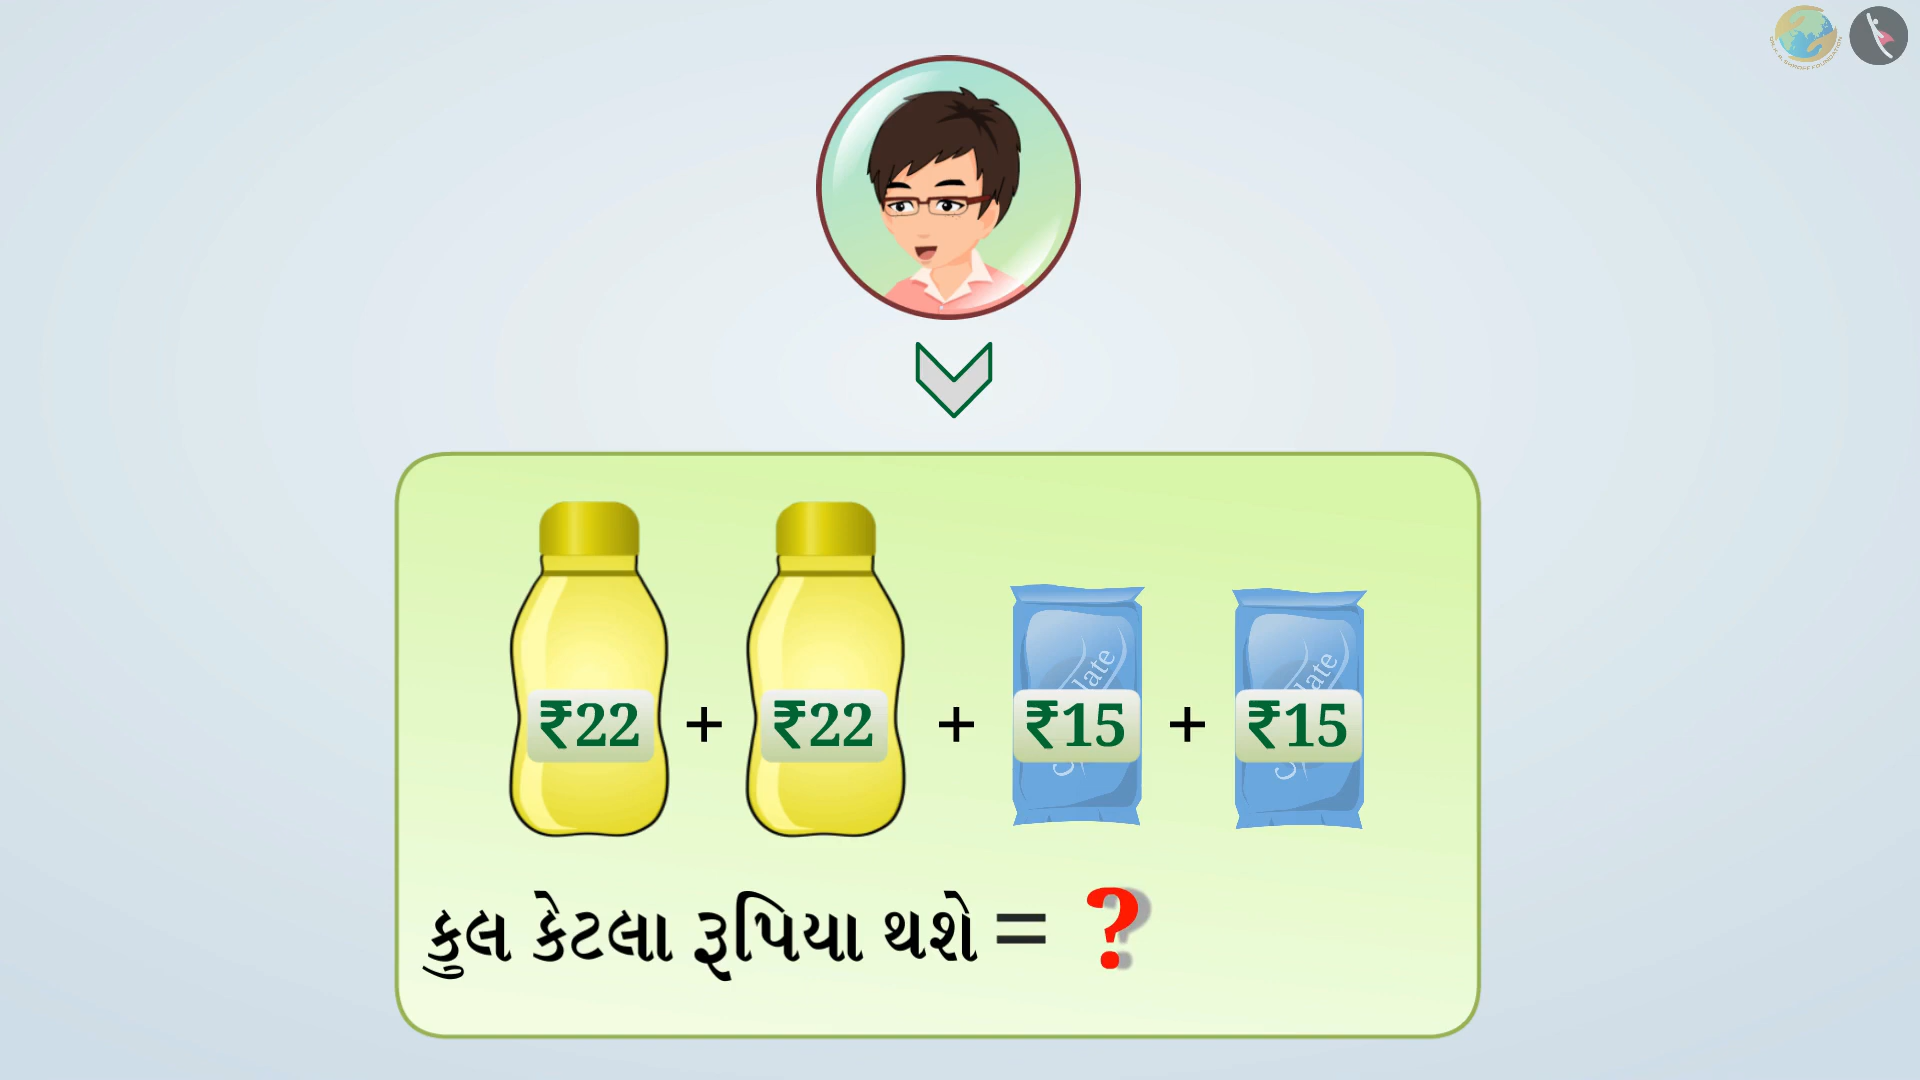 ₹22 + ₹22 + ₹15 + ₹15
કુલ કેટલા રૂપિયા થશે = ?